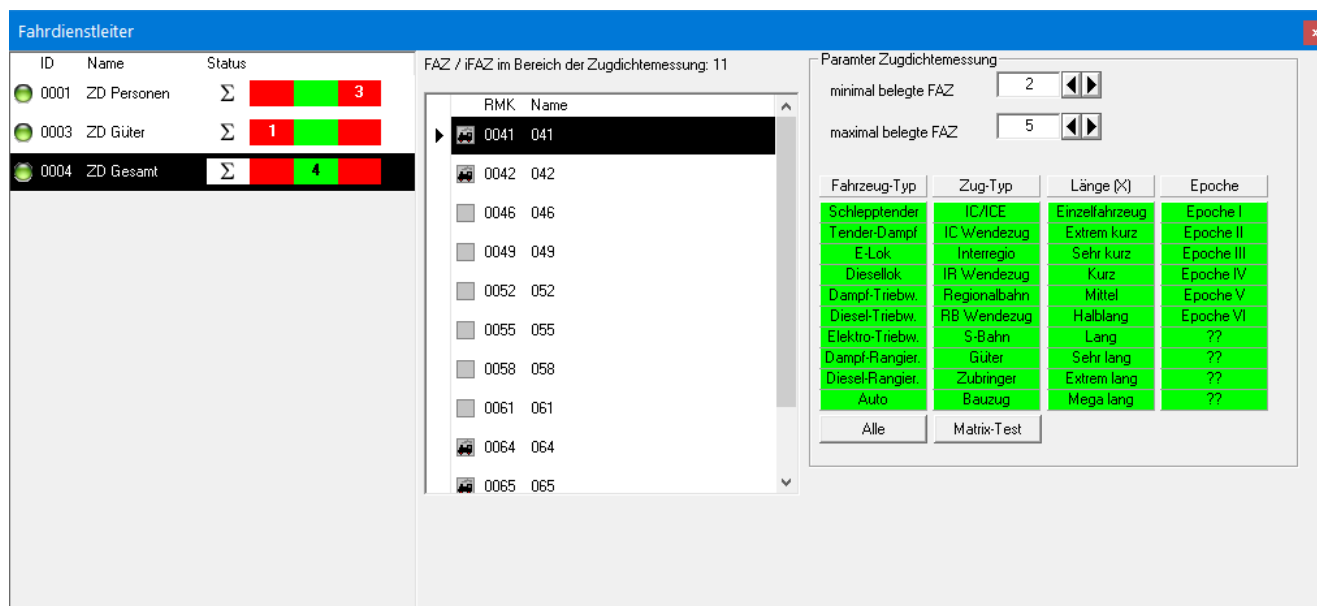 Fahrdienstleiter
ID Name Status
0001 ZD Personen Σ 3
0003 ZD Güter Σ 1
0004 ZD Gesamt Σ 4
FAZ / iFAZ im Bereich der Zugdichtemessung: 11
RMK Name
0041 041
0042 042
0046 046
0049 049
0052 052
0055 055
0058 058
0061 061
0064 064
0065 065
Paramter Zugdichtemessung
minimal belegte FAZ 2
maximal belegte FAZ 5
Fahrzeug-Typ Zug-Typ Länge (X) Epoche
Schlepptender IC/ICE Einzelfahrzeug Epoche I
Tender-Dampf IC Wendezug Extrem kurz Epoche II
E-Lok Interregio Sehr kurz Epoche III
Diesellok IR Wendezug Kurz Epoche IV
Dampf-Triebw. Regionalbahn Mittel Epoche V
Diesel-Triebw. RB Wendezug Halblang Epoche VI
Elektro-Triebw. S-Bahn Lang ??
Dampf-Rangier. Güter Sehr lang ??
Diesel-Rangier. Zubringer Extrem lang ??
Auto Bauzug Mega lang ??
Alle Matrix-Test